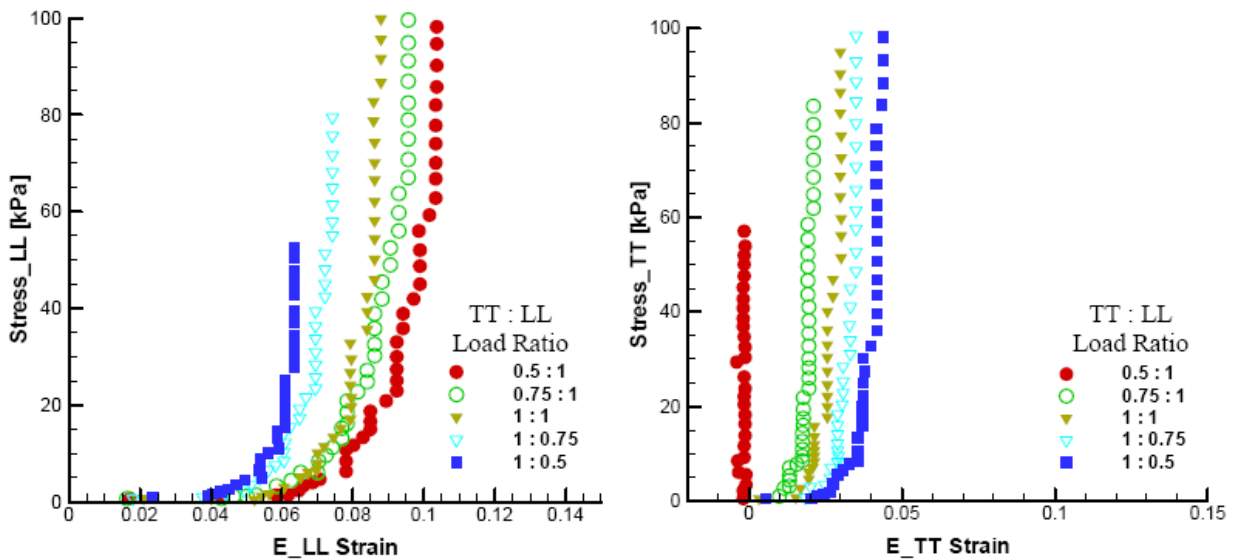 100
80
60
40
20
0
Stress_LL [kPa]
0 0.02 0.04 0.06 0.08 0.1 0.12 0.14
E_LL Strain
TT : LL
Load Ratio
0.5 : 1
0.75 : 1
1 : 1
1 : 0.75
1 : 0.5
100
80
60
40
20
0
Stress_TT [kPa]
0 0.05 0.1 0.15
E_TT Strain
TT : LL
Load Ratio
0.5 : 1
0.75 : 1
1 : 1
1 : 0.75
1 : 0.5